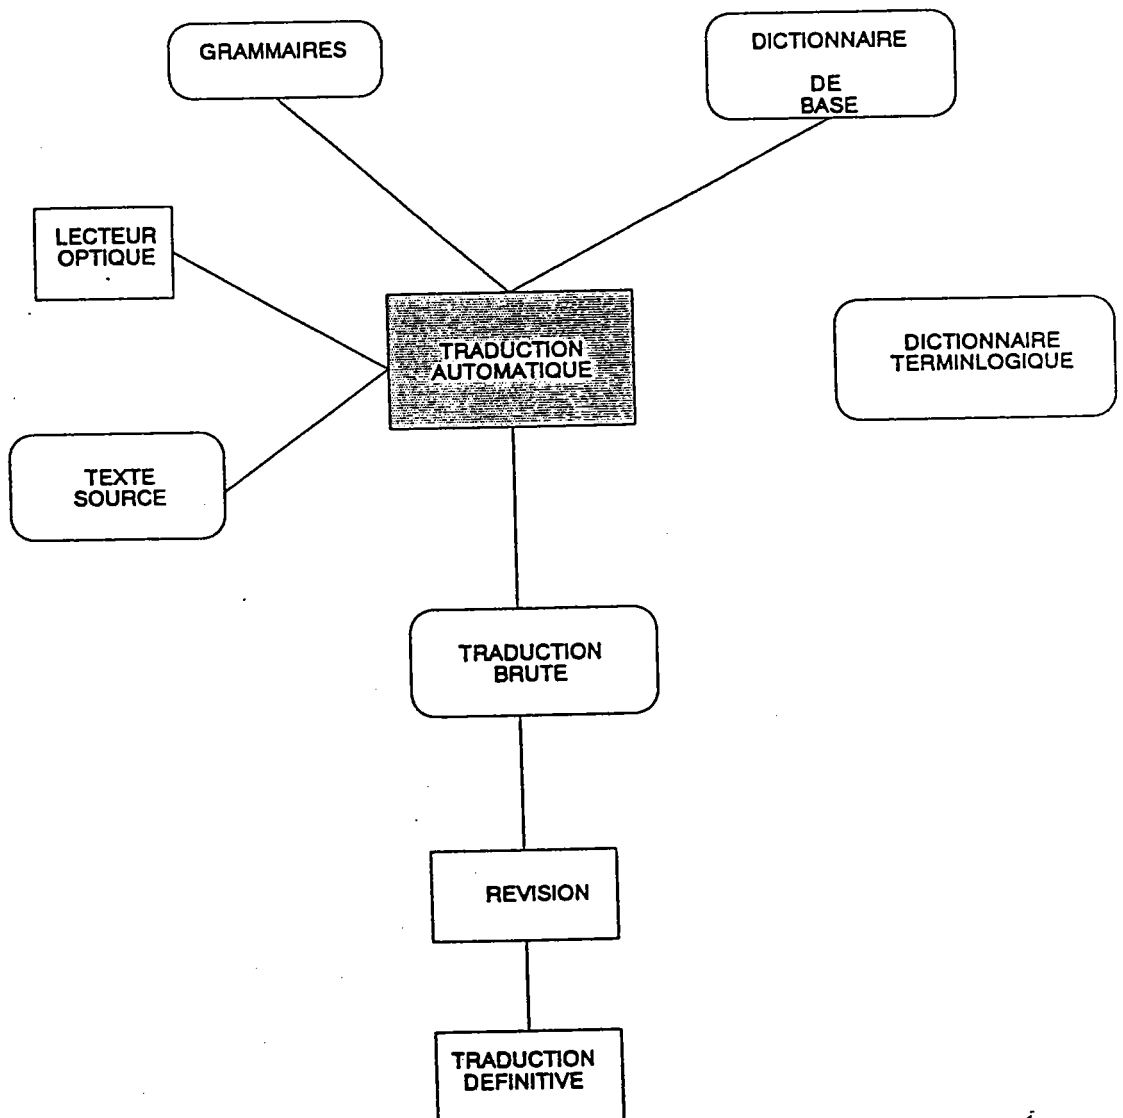 GRAMMAIRES
DICTIONNAIRE
DE
BASE
LECTEUR
OPTIQUE
TRADUCTION
AUTOMATIQUE
DICTIONNAIRE
TERMINLOGIQUE
TEXTE
SOURCE
TRADUCTION
BRUTE
REVISION
TRADUCTION
DEFINITIVE